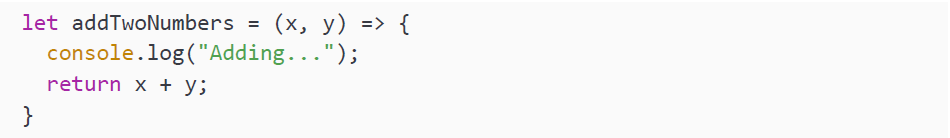 let addTwoNumbers = (x, y) => {
  console.log("Adding...");
  return x + y;
}